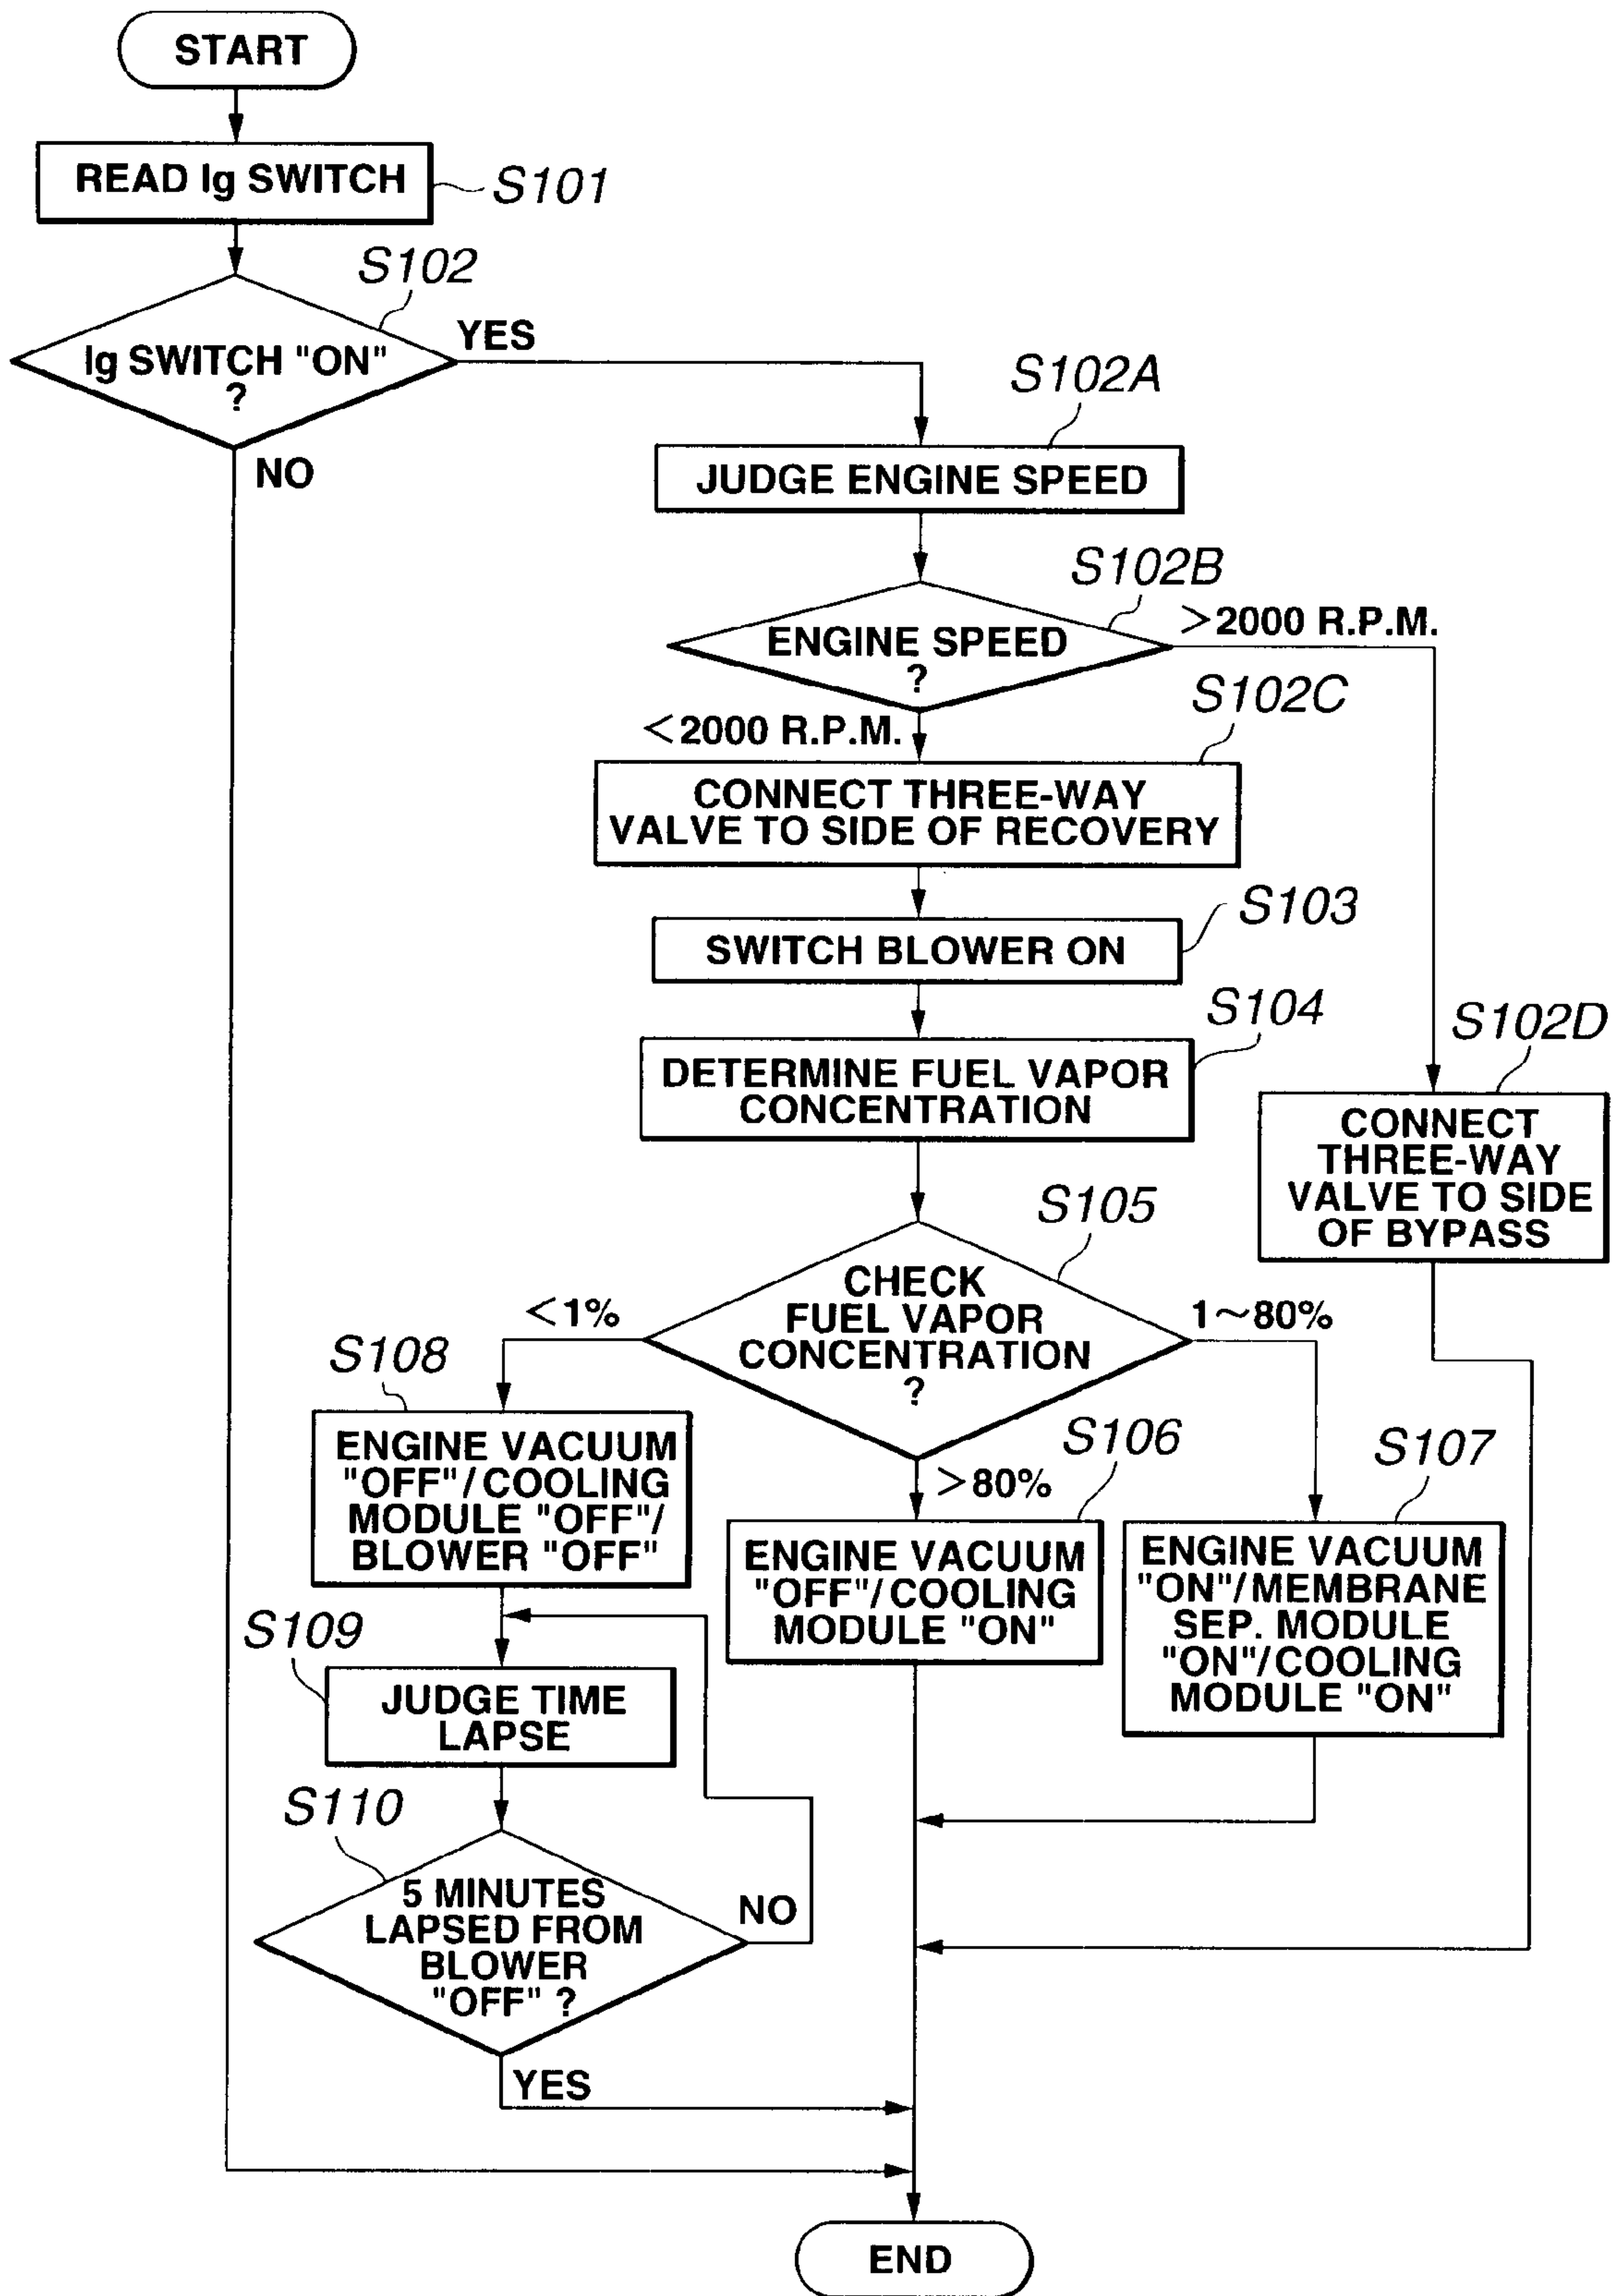 START
READ Ig SWITCH
S101
S102
Ig SWITCH "ON"
?
YES
NO
S102A
JUDGE ENGINE SPEED
S102B
ENGINE SPEED
?
>2000 R.P.M.
<2000 R.P.M.
S102C
CONNECT THREE-WAY
VALVE TO SIDE OF RECOVERY
S103
SWITCH BLOWER ON
S104
DETERMINE FUEL VAPOR
CONCENTRATION
S102D
CONNECT
THREE-WAY
VALVE TO SIDE
OF BYPASS
S105
CHECK
FUEL VAPOR
CONCENTRATION
?
<1%
1~80%
>80%
S108
ENGINE VACUUM
"OFF"/COOLING
MODULE "OFF"/
BLOWER "OFF"
S106
ENGINE VACUUM
"OFF"/COOLING
MODULE "ON"
S107
ENGINE VACUUM
"ON"/MEMBRANE
SEP. MODULE
"ON"/COOLING
MODULE "ON"
S109
JUDGE TIME
LAPSE
S110
5 MINUTES
LAPSED FROM
BLOWER
"OFF" ?
NO
YES
END